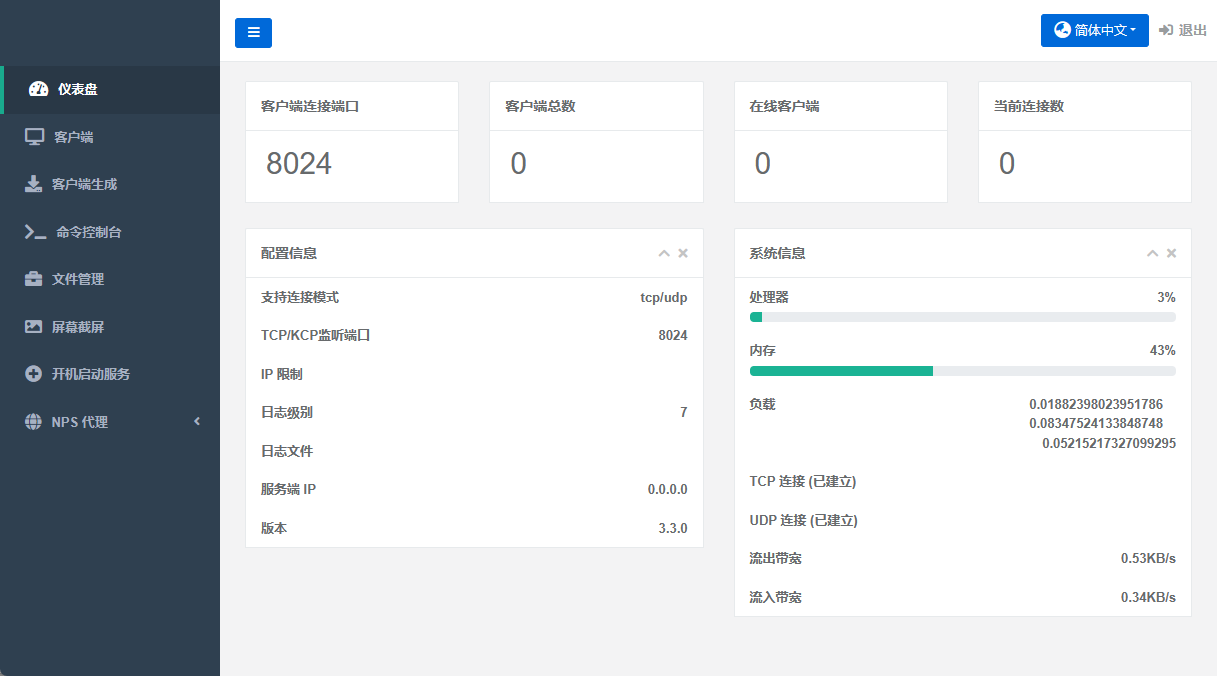 简体中文
退出
仪表盘
客户端
客户端生成
命令控制台
文件管理
屏幕截屏
开机启动服务
NPS 代理
客户端连接端口
8024
客户端总数
0
在线客户端
0
当前连接数
0
配置信息
支持连接模式 tcp/udp
TCP/KCP监听端口 8024
IP 限制
日志级别 7
日志文件
服务端 IP 0.0.0.0
版本 3.3.0
系统信息
处理器 3%
内存 43%
负载 0.01882398023951786
0.08347524133848748
0.05215217327099295
TCP 连接 (已建立)
UDP 连接 (已建立)
流出带宽 0.53KB/s
流入带宽 0.34KB/s